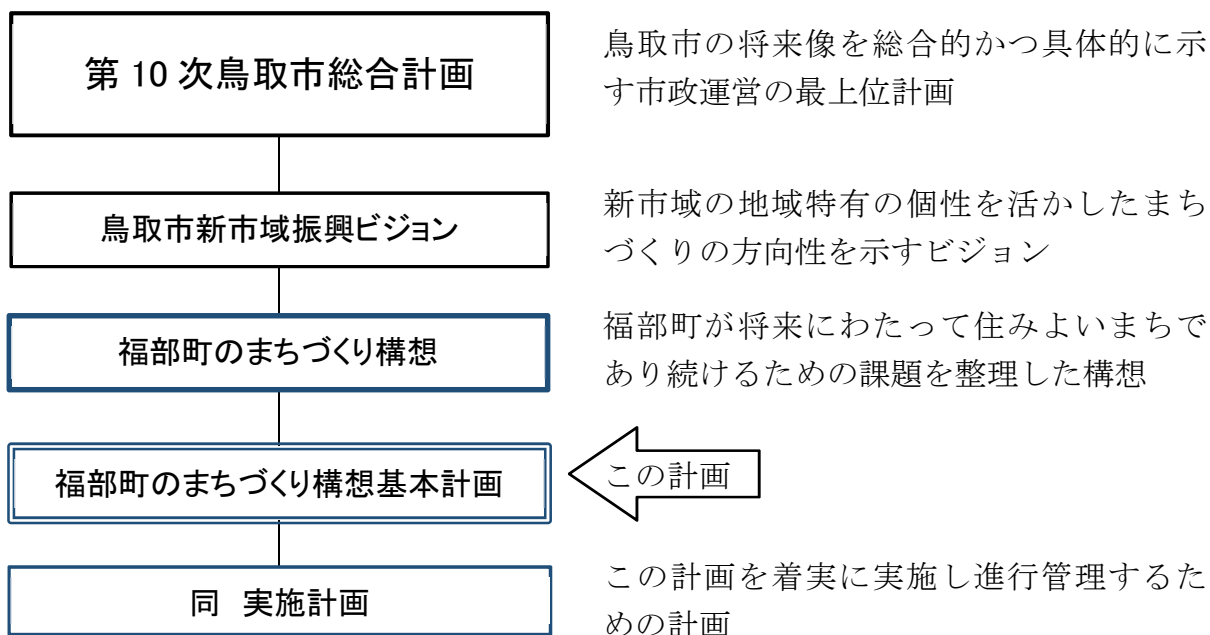 第 10 次鳥取市総合計画
鳥取市の将来像を総合的かつ具体的に示
す市政運営の最上位計画
鳥取市新市域振興ビジョン
新市域の地域特有の個性を活かしたまち
づくりの方向性を示すビジョン
福部町のまちづくり構想
福部町が将来にわたって住みよいまちで
あり続けるための課題を整理した構想
福部町のまちづくり構想基本計画
この計画
同　実施計画
この計画を着実に実施し進行管理するた
めの計画